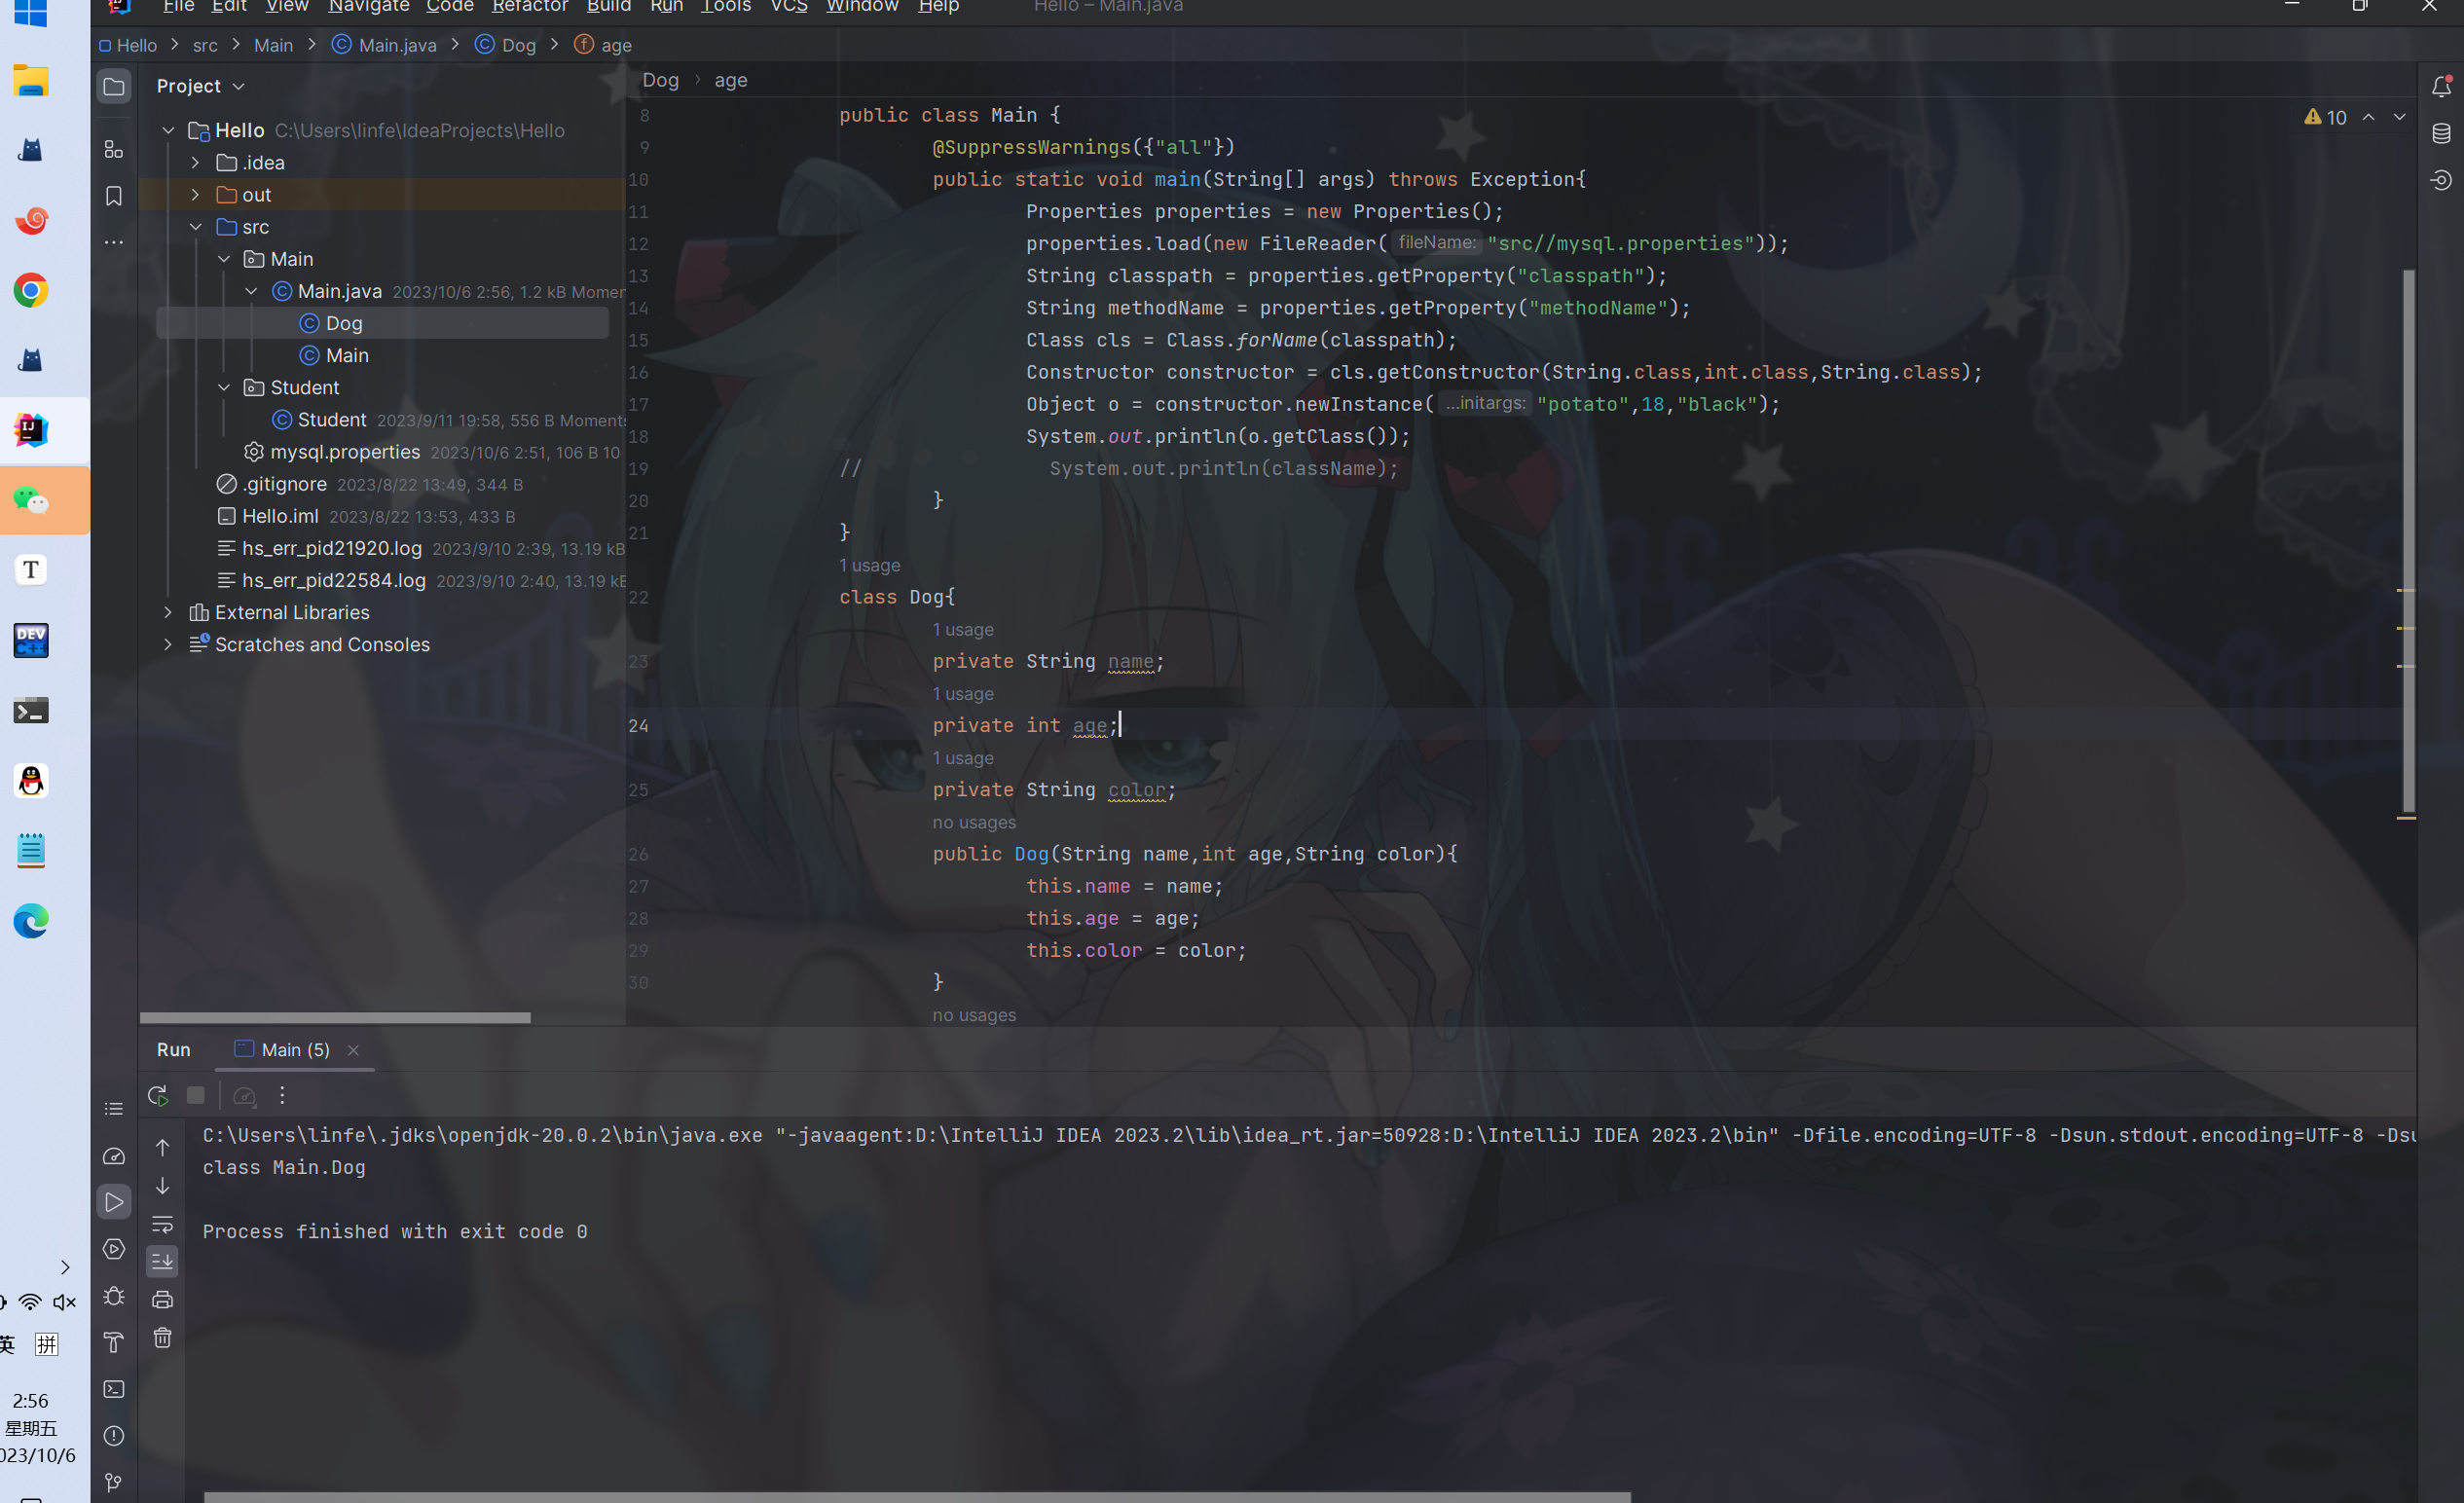 File Edit View Navigate Code Refactor Build Run Tools VCS Window Help Hello – Main.java
Hello src Main Main.java Dog age
Project
Dog age
Hello C:\Users\linfe\IdeaProjects\Hello
.idea
out
src
Main
Main.java 2023/10/6 2:56, 1.2 kB
Dog
Main
Student
Student 2023/9/11 19:58, 556 B
mysql.properties 2023/10/6 2:51, 106 B 10
.gitignore 2023/8/22 13:49, 344 B
Hello.iml 2023/8/22 13:53, 433 B
hs_err_pid21920.log 2023/9/10 2:39, 13.19 kB
hs_err_pid22584.log 2023/9/10 2:40, 13.19 kB
External Libraries
Scratches and Consoles
10
8 public class Main {
9 @SuppressWarnings({"all"})
10 public static void main(String[] args) throws Exception{
11 Properties properties = new Properties();
12 properties.load(new FileReader( fileName: "src//mysql.properties"));
13 String classpath = properties.getProperty("classpath");
14 String methodName = properties.getProperty("methodName");
15 Class cls = Class.forName(classpath);
16 Constructor constructor = cls.getConstructor(String.class,int.class,String.class);
17 Object o = constructor.newInstance( ...initargs: "potato",18,"black");
18 System.out.println(o.getClass());
19 // System.out.println(className);
20 }
21 }
1 usage
22 class Dog{
1 usage
23 private String name;
1 usage
24 private int age;
1 usage
25 private String color;
no usages
26 public Dog(String name,int age,String color){
27 this.name = name;
28 this.age = age;
29 this.color = color;
30 }
no usages
Run Main (5)
C:\Users\linfe\.jdks\openjdk-20.0.2\bin\java.exe "-javaagent:D:\IntelliJ IDEA 2023.2\lib\idea_rt.jar=50928:D:\IntelliJ IDEA 2023.2\bin" -Dfile.encoding=UTF-8 -Dsun.stdout.encoding=UTF-8
class Main.Dog
Process finished with exit code 0
IJ
T
DEV
C++
英 拼
2:56
星期五
023/10/6